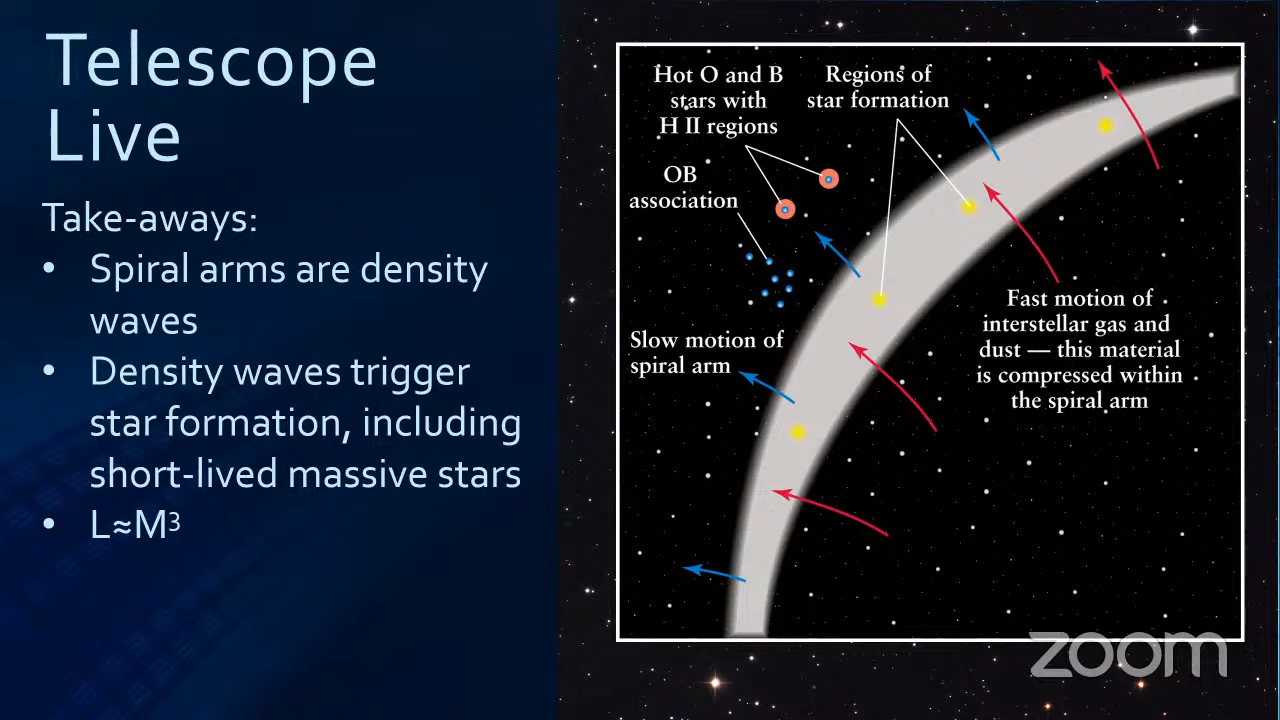 Telescope
Live
Take-aways:
• Spiral arms are density
waves
• Density waves trigger
star formation, including
short-lived massive stars
• L≈M³
Hot O and B
stars with
H II regions
Regions of
star formation
OB
association
Slow motion of
spiral arm
Fast motion of
interstellar gas and
dust — this material
is compressed within
the spiral arm
zoom